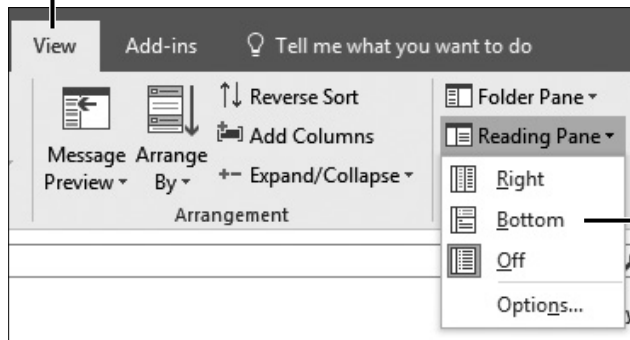 View Add-ins Tell me what you want to do
Message Preview
Arrange By
Reverse Sort
Add Columns
Expand/Collapse
Arrangement
Folder Pane
Reading Pane
Right
Bottom
Off
Options...